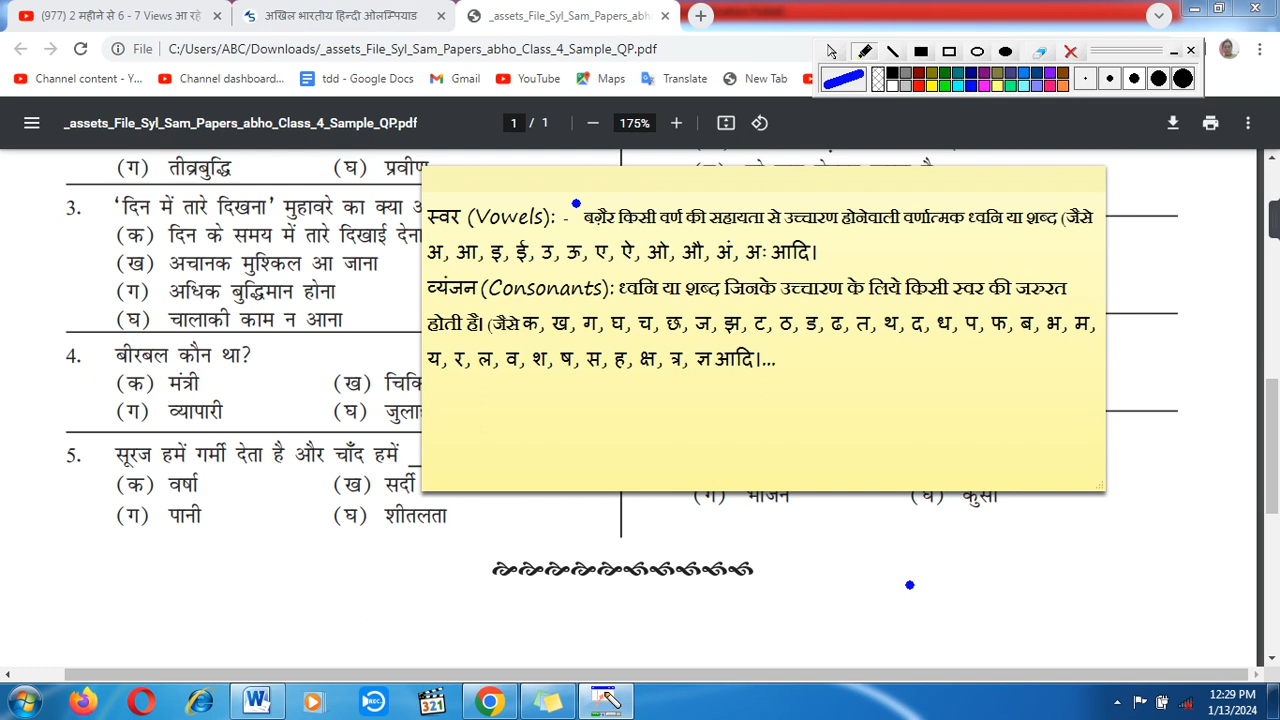 (977) 2 महीने से 6 - 7 Views आ रहे
अखिल भारतीय हिन्दी ओलम्पियाड
_assets_File_Syl_Sam_Papers_abho
File
C:/Users/ABC/Downloads/_assets_File_Syl_Sam_Papers_abho_Class_4_Sample_QP.pdf
Channel content - Y...
Channel dashboard...
tbd - Google Docs
Gmail
YouTube
Maps
Translate
New Tab
_assets_File_Syl_Sam_Papers_abho_Class_4_Sample_QP.pdf
1 / 1
175%
(ग) तीव्रबुद्धि (घ) प्रवीण
3. ‘दिन में तारे दिखना’ मुहावरे का क्या अ
(क) दिन के समय में तारे दिखाई देना
(ख) अचानक मुश्किल आ जाना
(ग) अधिक बुद्धिमान होना
(घ) चालाकी काम न आना
4. बीरबल कौन था?
(क) मंत्री (ख) चिकि
(ग) व्यापारी (घ) जुला
5. सूरज हमें गर्मी देता है और चाँद हमें _
(क) वर्षा (ख) सर्दी
(ग) पानी (घ) शीतलता
स्वर (Vowels): - बग़ैर किसी वर्ण की सहायता से उच्चारण होनेवाली वर्णात्मक ध्वनि या शब्द (जैसे
अ, आ, इ, ई, उ, ऊ, ए, ऐ, ओ, औ, अं, अः आदि।
व्यंजन (Consonants): ध्वनि या शब्द जिनके उच्चारण के लिये किसी स्वर की जरुरत
होती है। (जैसे क, ख, ग, घ, च, छ, ज, झ, ट, ठ, ड, ढ, त, थ, द, ध, प, फ, ब, भ, म,
य, र, ल, व, श, ष, स, ह, क्ष, त्र, ज्ञ आदि।...
(ग) भोजन (घ) कुर्सी
12:29 PM
1/13/2024